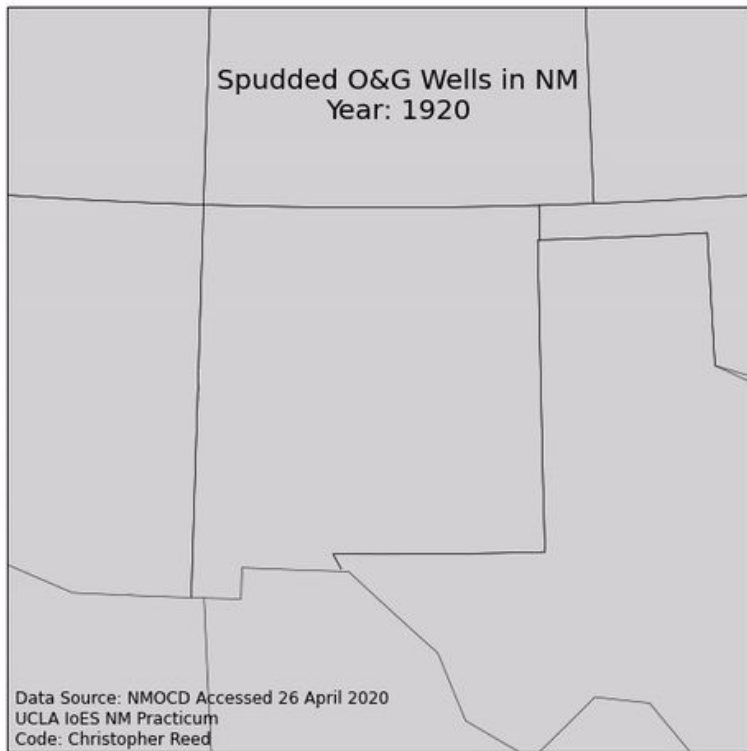 Spudded O&G Wells in NM
Year: 1920
Data Source: NMOCD Accessed 26 April 2020
UCLA IoES NM Practicum
Code: Christopher Reed